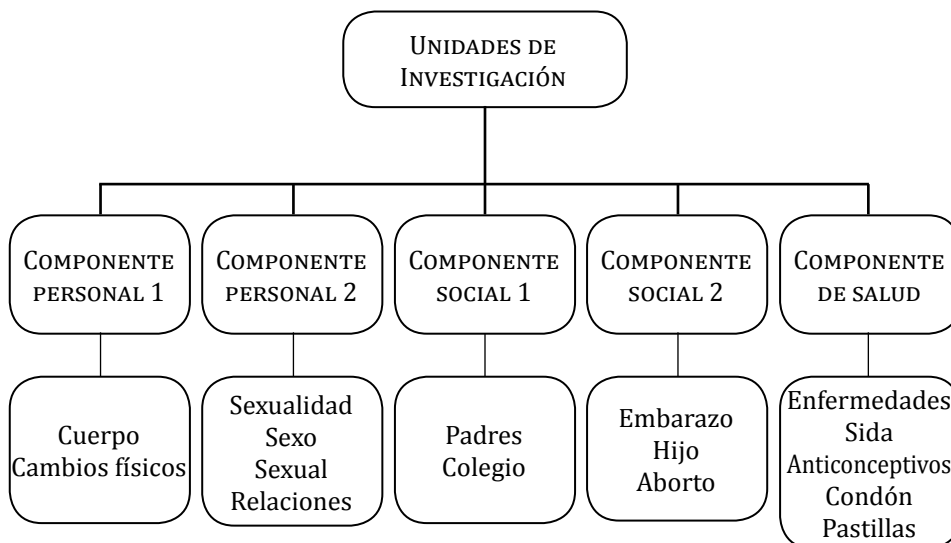 UNIDADES DE
INVESTIGACIÓN
COMPONENTE
PERSONAL 1
COMPONENTE
PERSONAL 2
COMPONENTE
SOCIAL 1
COMPONENTE
SOCIAL 2
COMPONENTE
DE SALUD
Cuerpo
Cambios físicos
Sexualidad
Sexo
Sexual
Relaciones
Padres
Colegio
Embarazo
Hijo
Aborto
Enfermedades
Sida
Anticonceptivos
Condón
Pastillas